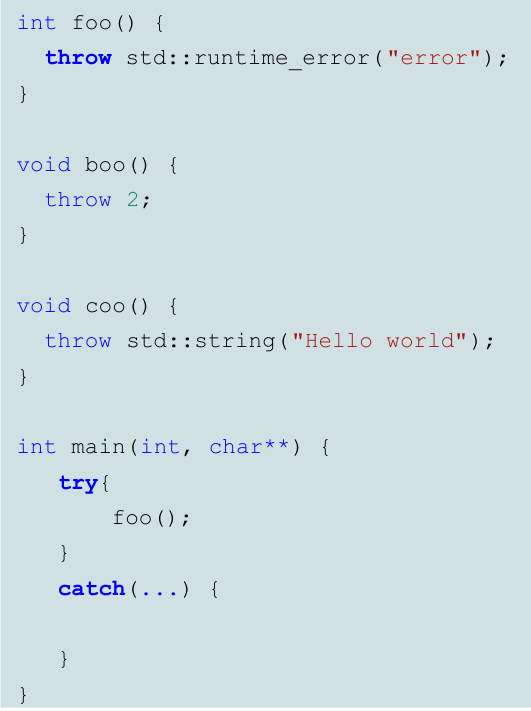 int foo() {
  throw std::runtime_error("error");
}

void boo() {
  throw 2;
}

void coo() {
  throw std::string("Hello world");
}

int main(int, char**) {
   try{
       foo();
   }
   catch(...) {

   }
}